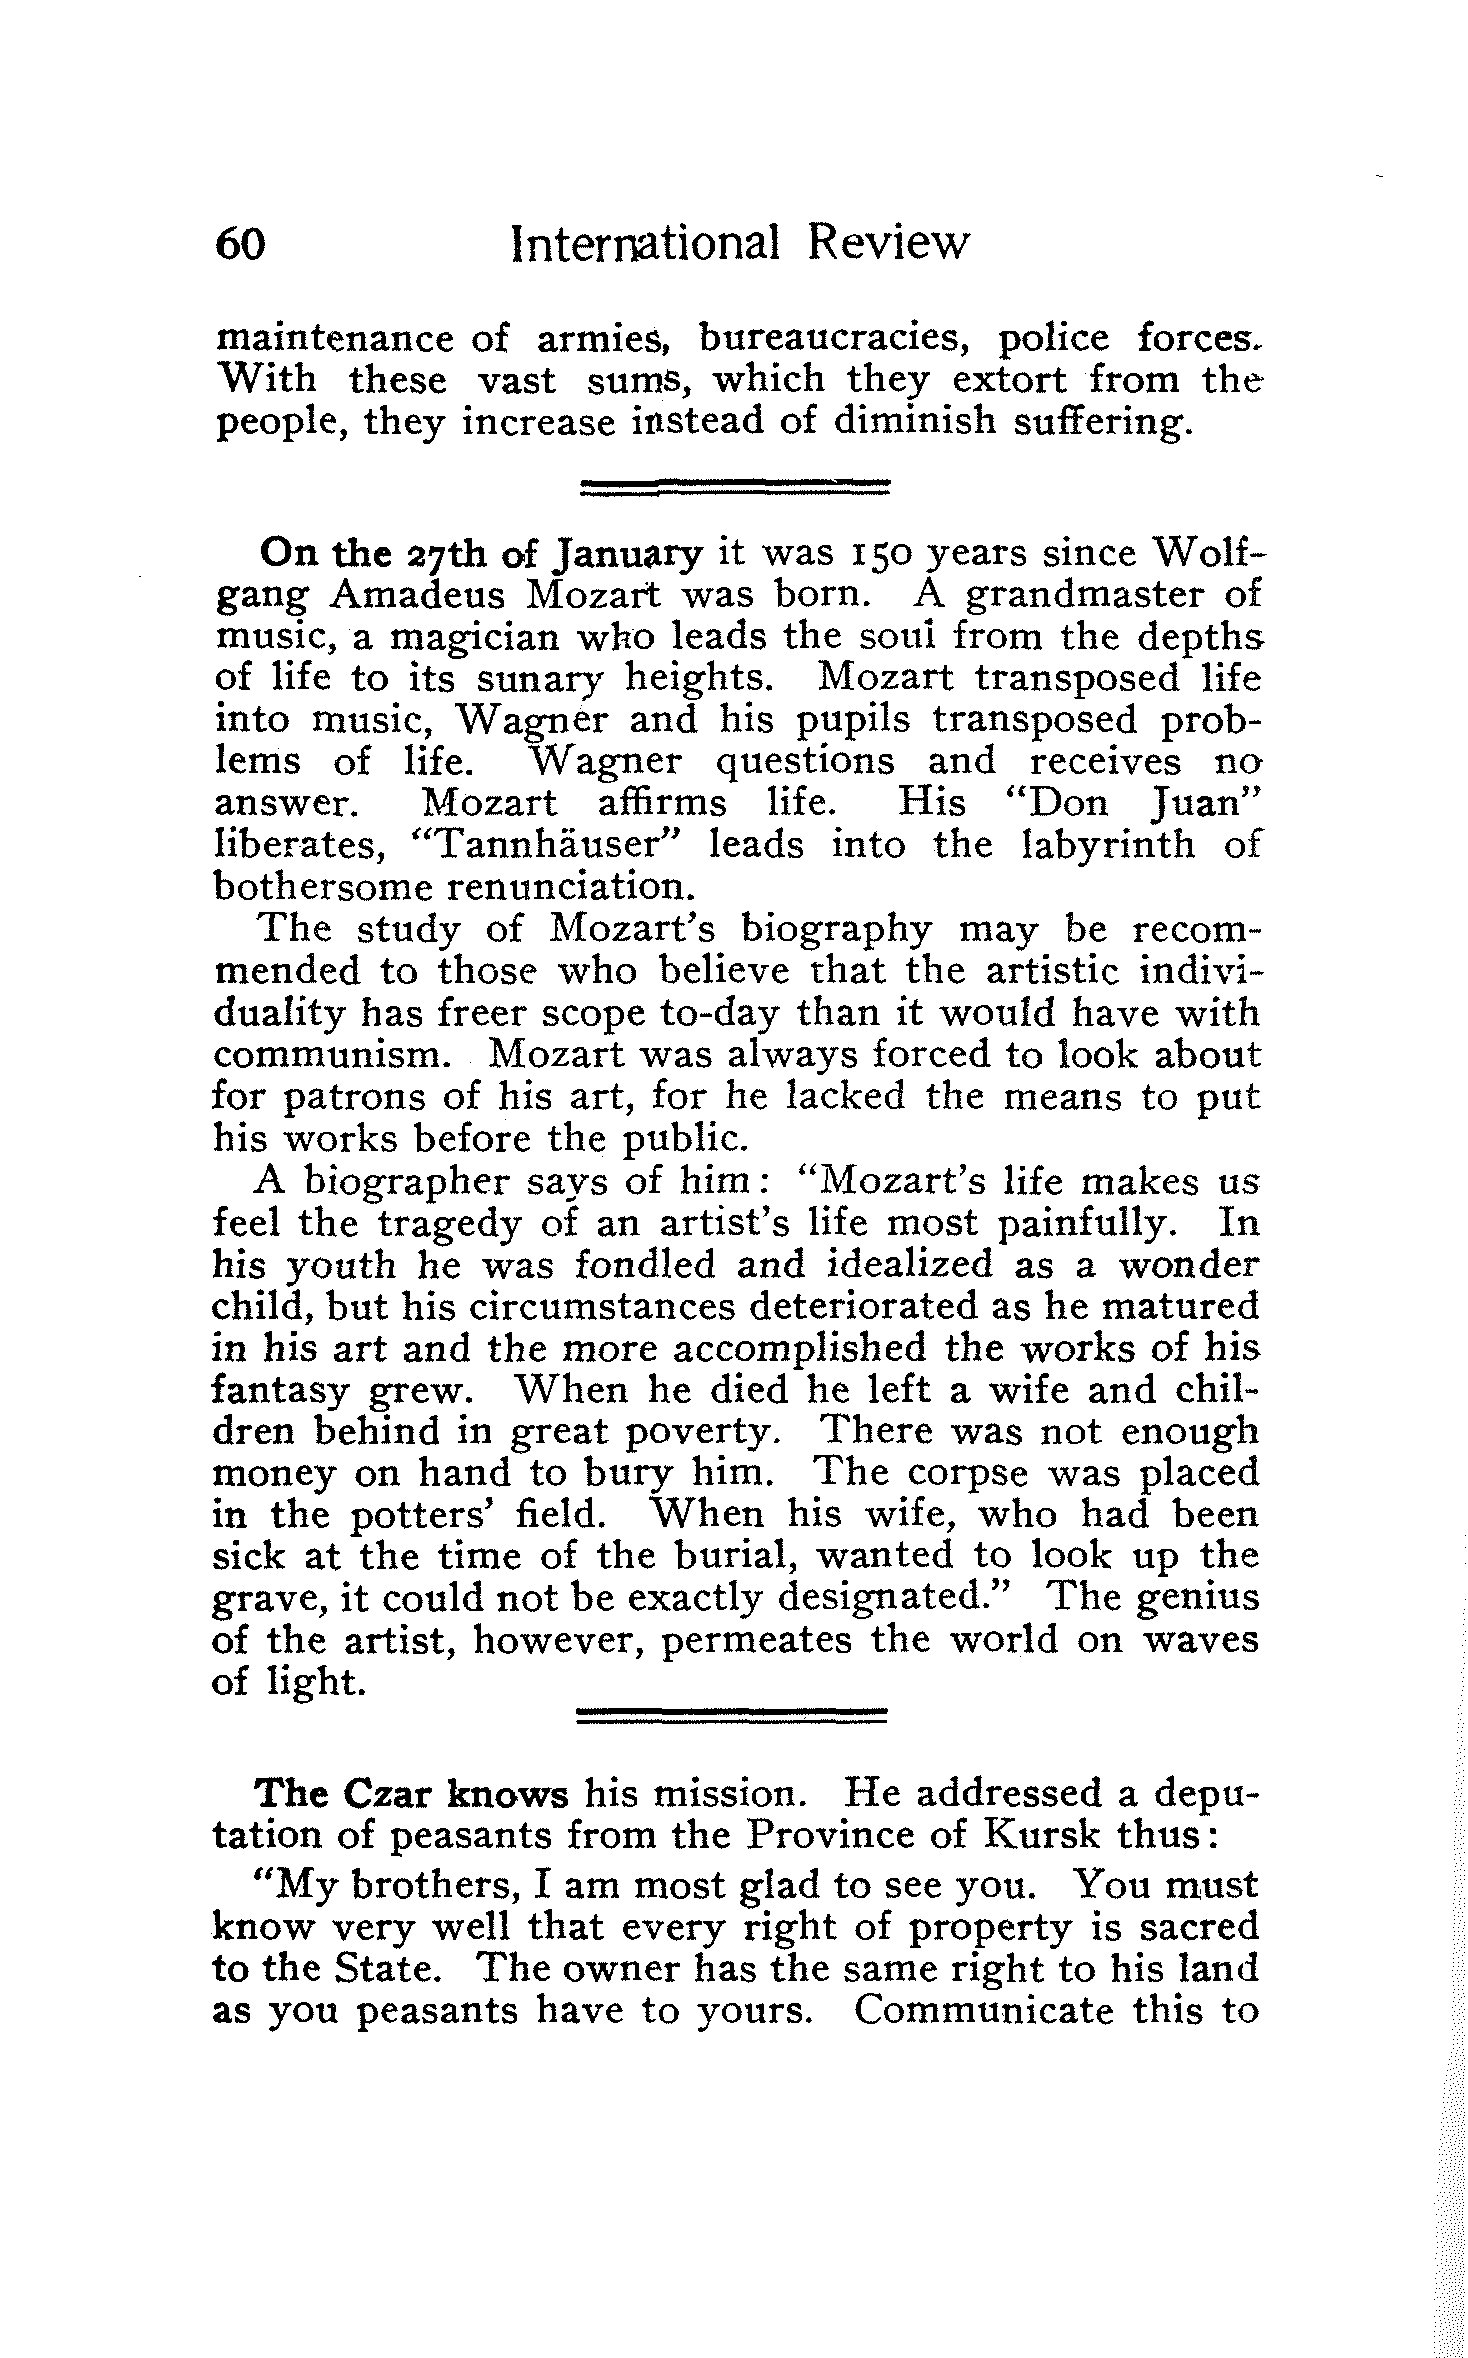 60 International Review
maintenance of armies, bureaucracies, police forces.
With these vast sums, which they extort from the
people, they increase instead of diminish suffering.
On the 27th of January it was 150 years since Wolf-
gang Amadeus Mozart was born. A grandmaster of
music, a magician who leads the soul from the depths
of life to its sunary heights. Mozart transposed life
into music, Wagner and his pupils transposed prob-
lems of life. Wagner questions and receives no
answer. Mozart affirms life. His “Don Juan”
liberates, “Tannhäuser” leads into the labyrinth of
bothersome renunciation.
The study of Mozart’s biography may be recom-
mended to those who believe that the artistic indivi-
duality has freer scope to-day than it would have with
communism. Mozart was always forced to look about
for patrons of his art, for he lacked the means to put
his works before the public.
A biographer says of him: “Mozart’s life makes us
feel the tragedy of an artist’s life most painfully. In
his youth he was fondled and idealized as a wonder
child, but his circumstances deteriorated as he matured
in his art and the more accomplished the works of his
fantasy grew. When he died he left a wife and chil-
dren behind in great poverty. There was not enough
money on hand to bury him. The corpse was placed
in the potters’ field. When his wife, who had been
sick at the time of the burial, wanted to look up the
grave, it could not be exactly designated.” The genius
of the artist, however, permeates the world on waves
of light.
The Czar knows his mission. He addressed a depu-
tation of peasants from the Province of Kursk thus:
“My brothers, I am most glad to see you. You must
know very well that every right of property is sacred
to the State. The owner has the same right to his land
as you peasants have to yours. Communicate this to